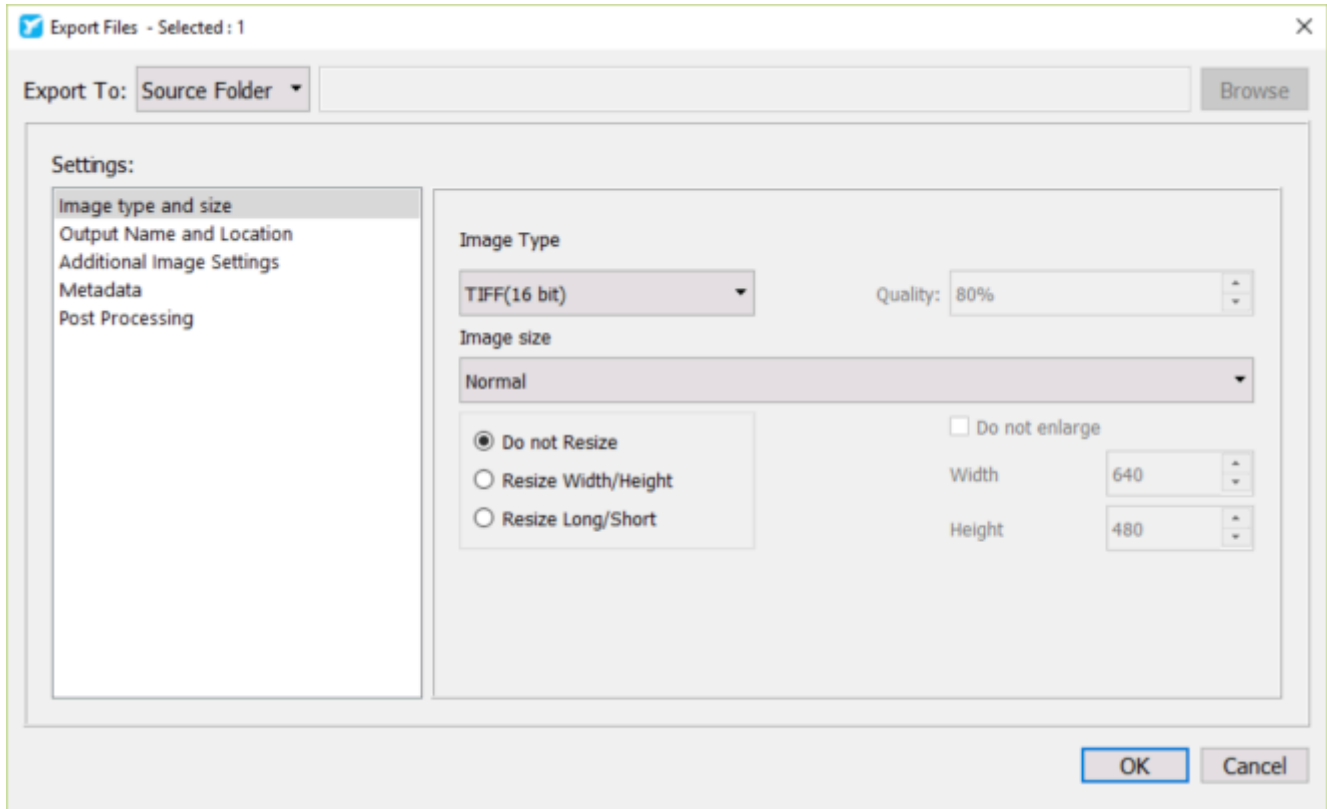 Export Files - Selected : 1
Export To: Source Folder Browse
Settings:
Image type and size
Output Name and Location
Additional Image Settings
Metadata
Post Processing
Image Type
TIFF(16 bit) Quality: 80%
Image size
Normal
Do not Resize
Resize Width/Height
Resize Long/Short
Do not enlarge
Width 640
Height 480
OK Cancel